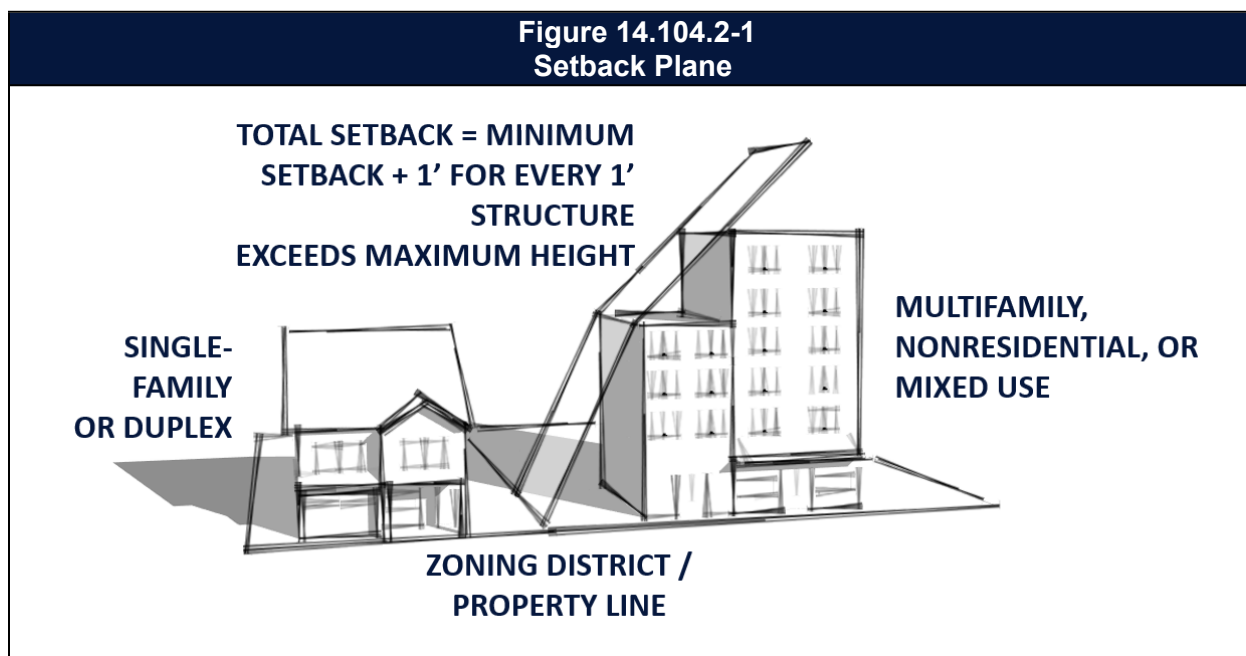 Figure 14.104.2-1
Setback Plane
TOTAL SETBACK = MINIMUM
SETBACK + 1’ FOR EVERY 1’
STRUCTURE
EXCEEDS MAXIMUM HEIGHT
SINGLE-
FAMILY
OR DUPLEX
MULTIFAMILY,
NONRESIDENTIAL, OR
MIXED USE
ZONING DISTRICT /
PROPERTY LINE